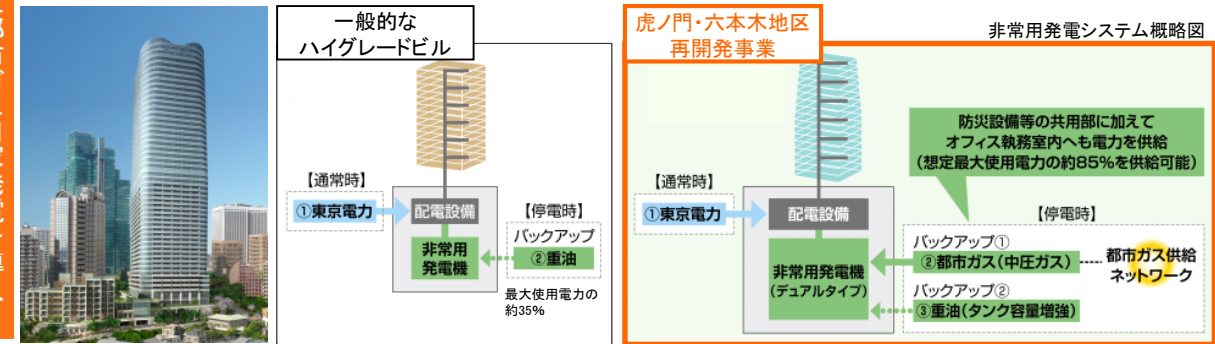 一般的な
ハイグレードビル
【通常時】
①東京電力
配電設備
非常用
発電機
【停電時】
バックアップ
②重油
最大使用電力の
約35%
虎ノ門・六本木地区
再開発事業
非常用発電システム概略図
防災設備等の共用部に加えて
オフィス執務室内へも電力を供給
(想定最大使用電力の約85%を供給可能)
【通常時】
①東京電力
配電設備
非常用発電機
(デュアルタイプ)
【停電時】
バックアップ①
②都市ガス(中圧ガス)
都市ガス供給
ネットワーク
バックアップ②
③重油(タンク容量増強)